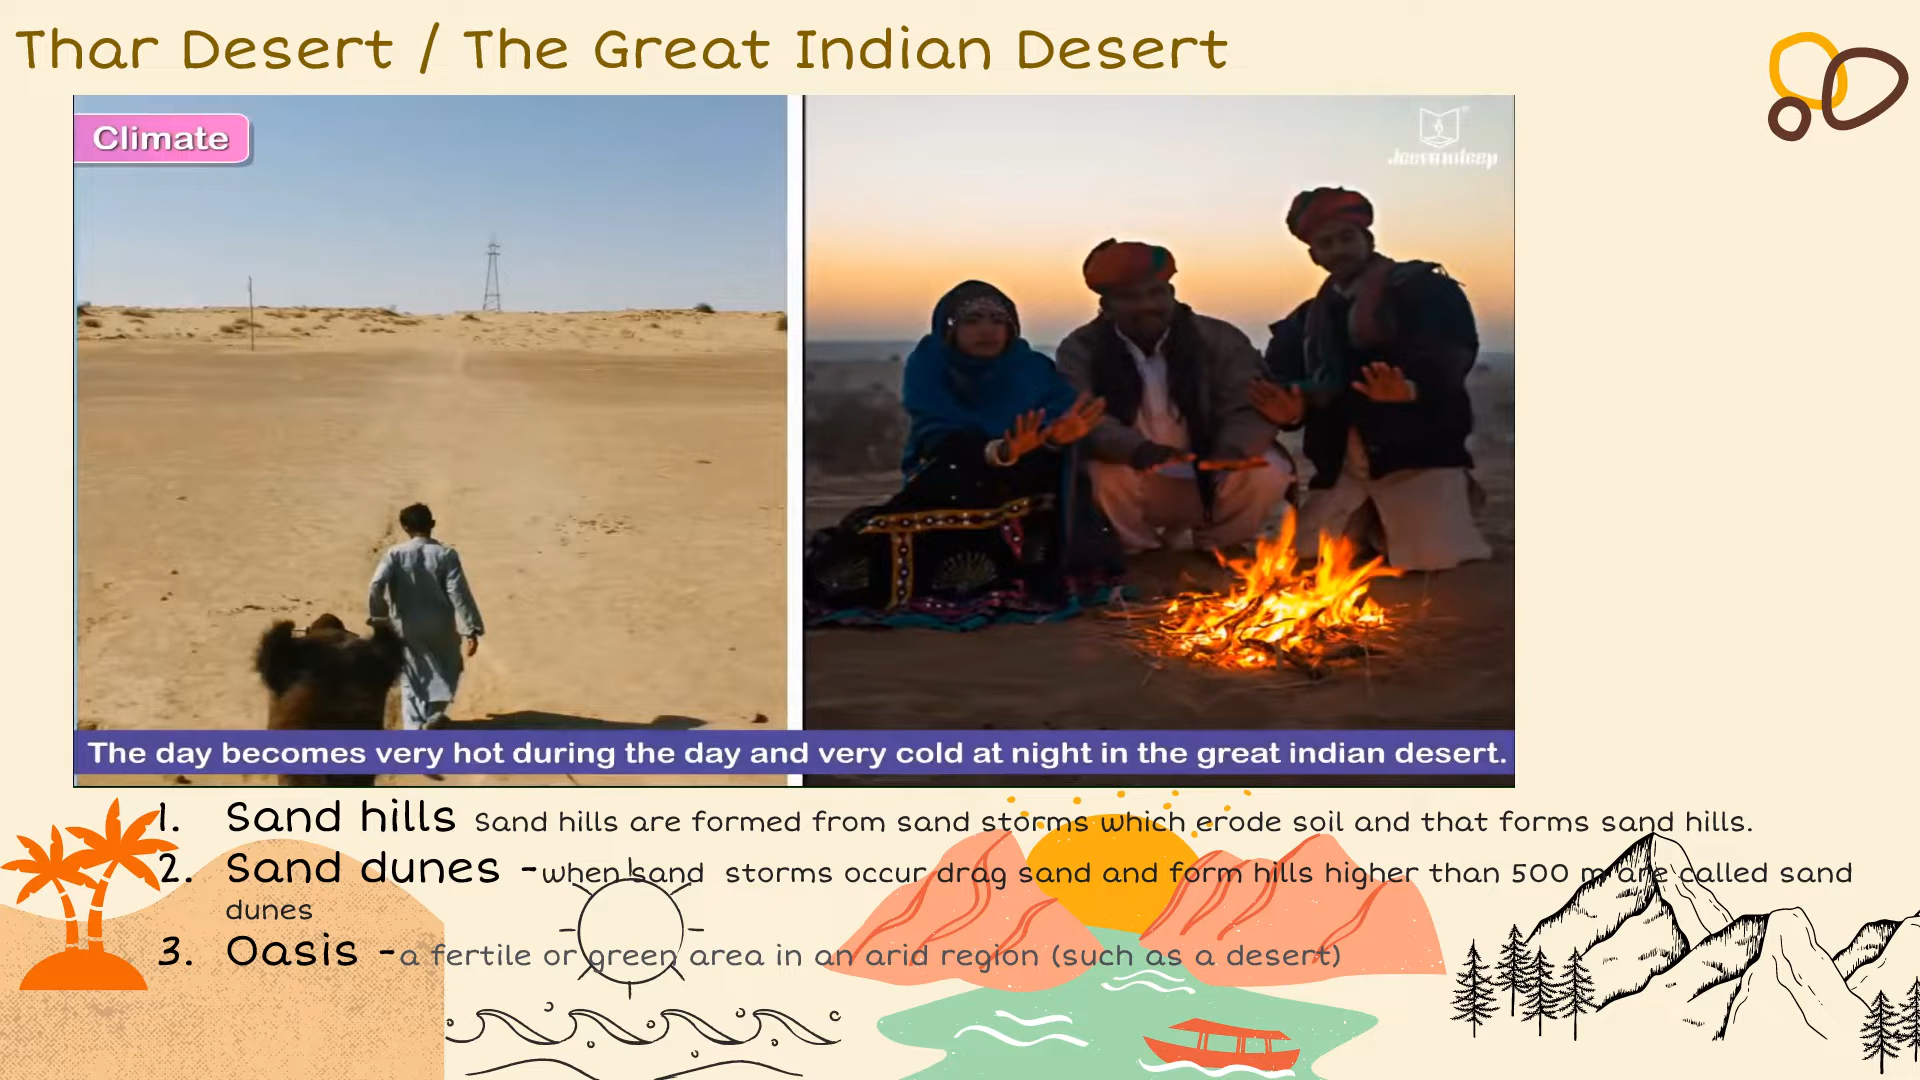 Thar Desert / The Great Indian Desert
Climate
Jeevandeep
The day becomes very hot during the day and very cold at night in the great indian desert.
1. Sand hills Sand hills are formed from sand storms which erode soil and that forms sand hills.
2. Sand dunes -when sand storms occur drag sand and form hills higher than 500 m are called sand
dunes
3. Oasis -a fertile or green area in an arid region (such as a desert)